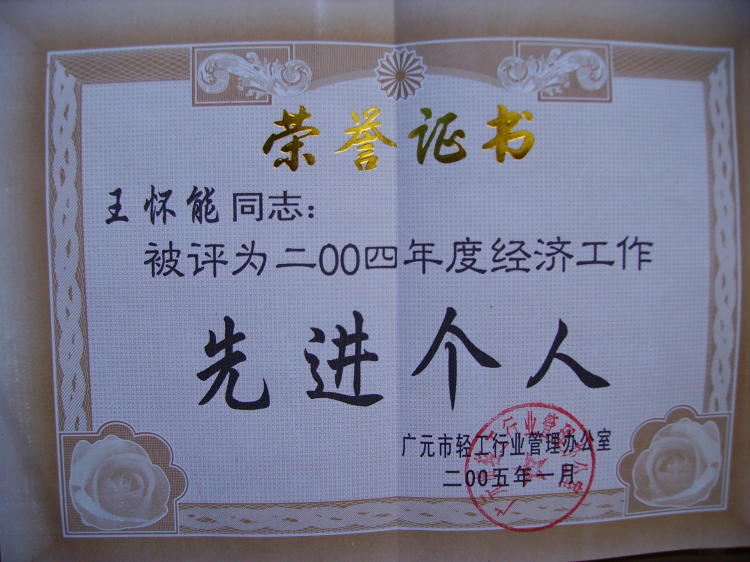 荣誉证书
王怀能同志：
被评为二00四年度经济工作
先进个人
广元市轻工行业管理办公室
二00五年一月